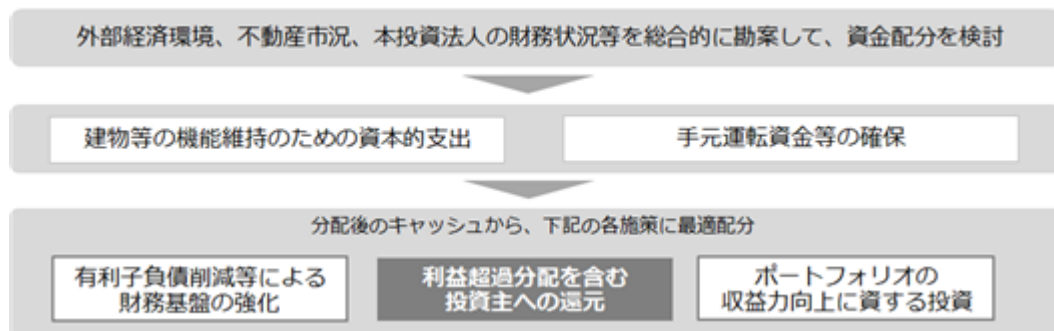 外部経済環境、不動産市況、本投資法人の財務状況等を総合的に勘案して、資金配分を検討
建物等の機能維持のための資本的支出
手元運転資金等の確保
分配後のキャッシュから、下記の各施策に最適配分
有利子負債削減等による
財務基盤の強化
利益超過分配を含む
投資主への還元
ポートフォリオの
収益力向上に資する投資